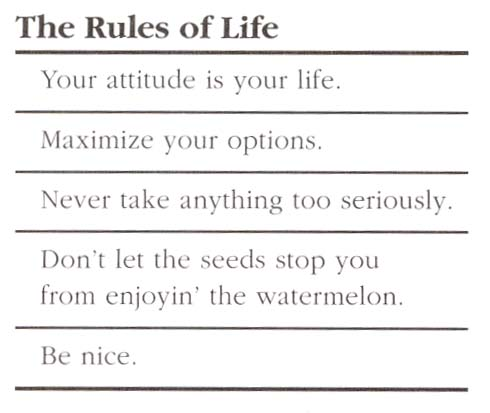 The Rules of Life
Your attitude is your life.
Maximize your options.
Never take anything too seriously.
Don't let the seeds stop you
from enjoyin' the watermelon.
Be nice.